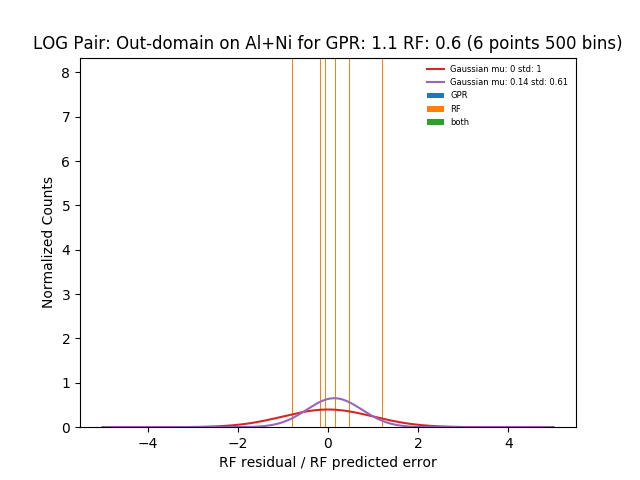 LOG Pair: Out-domain on Al+Ni for GPR: 1.1 RF: 0.6 (6 points 500 bins)
Gaussian mu: 0 std: 1
Gaussian mu: 0.14 std: 0.61
GPR
RF
both
Normalized Counts
8
7
6
5
4
3
2
1
0
−4
−2
0
2
4
RF residual / RF predicted error